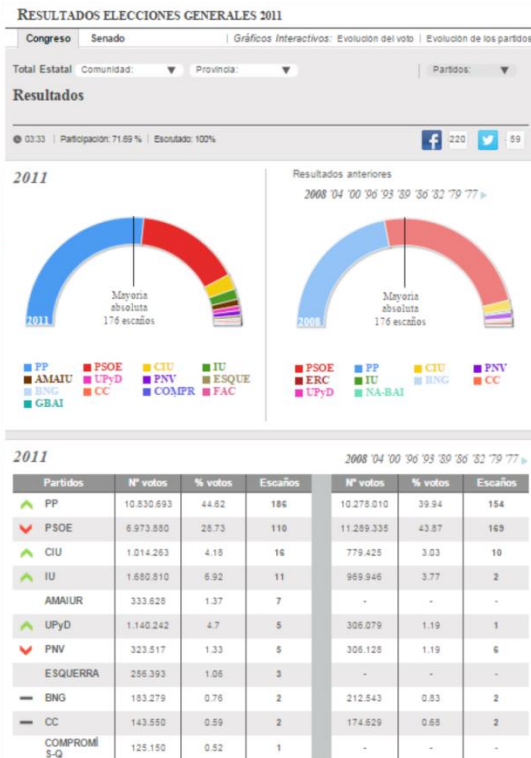 RESULTADOS ELECCIONES GENERALES 2011
Congreso Senado | Gráficos Interactivos: Evolución del voto | Evolución de los partidos
Total Estatal Comunidad: ▼ Provincia: ▼ Partidos: ▼
Resultados
03:33 | Participación: 71.69 % | Escrutado: 100% 220 59
2011
Resultados anteriores
2008 '04 '00 '96 '93 '89 '86 '82 '79 '77
Mayoria
absoluta
176 escaños
2011
Mayoria
absoluta
176 escaños
2008
PP PSOE CIU IU
AMAIU UPyD PNV ESQUE
BNG CC COMPR FAC
GBAI
PSOE PP CIU PNV
ERC IU BNG CC
UPyD NA-BAI
2011 2008 '04 '00 '96 '93 '89 '86 '82 '79 '77
Partidos Nº votos % votos Escaños Nº votos % votos Escaños
PP 10.830.693 44.62 186 10.278.010 39.94 154
PSOE 6.973.880 28.73 110 11.289.335 43.87 169
CIU 1.014.263 4.18 16 779.425 3.03 10
IU 1.680.810 6.92 11 969.946 3.77 2
AMAIUR 333.628 1.37 7 - - -
UPyD 1.140.242 4.7 5 306.079 1.19 1
PNV 323.517 1.33 5 306.128 1.19 6
ESQUERRA 256.393 1.06 3 - - -
BNG 183.279 0.76 2 212.543 0.83 2
CC 143.550 0.59 2 174.629 0.68 2
COMPROMÍ
S-Q 125.150 0.52 1 - - -